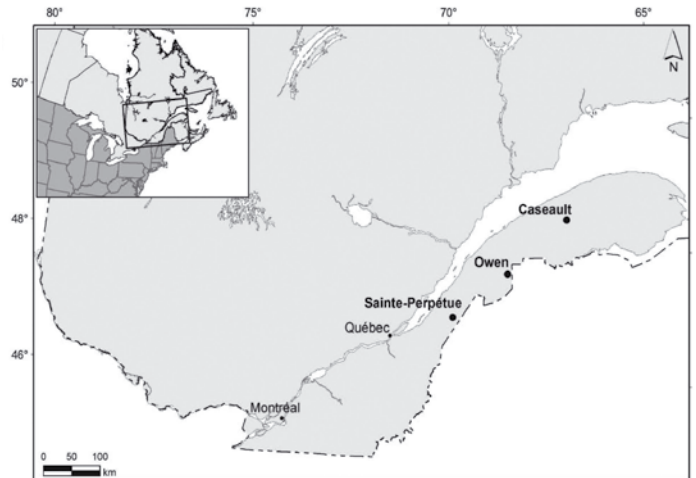 80° 75° 70° 65°
50°
N
48°
Caseault
Owen
Sainte-Perpétue
Québec
46°
Montréal
0 50 100
km